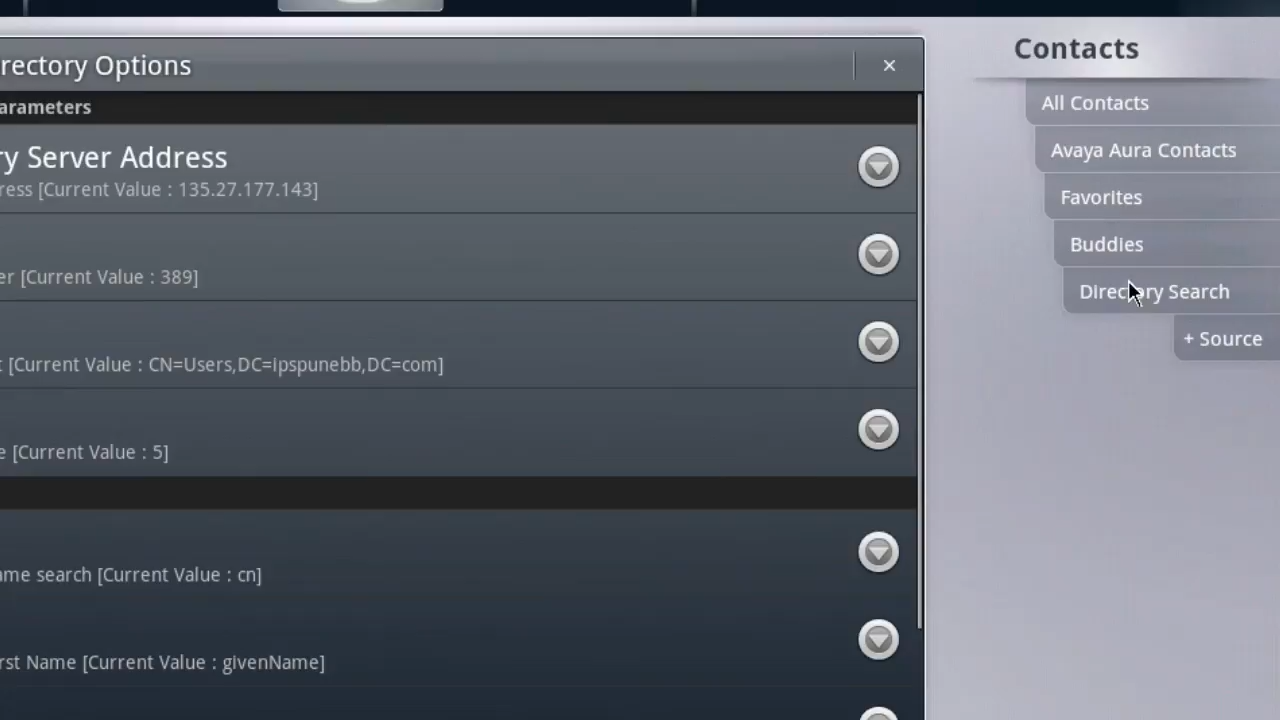 rectory Options
×
arameters
ry Server Address
ress [Current Value : 135.27.177.143]
er [Current Value : 389]
t [Current Value : CN=Users,DC=ipspunebb,DC=com]
e [Current Value : 5]
ame search [Current Value : cn]
rst Name [Current Value : givenName]
Contacts
All Contacts
Avaya Aura Contacts
Favorites
Buddies
Directory Search
+ Source